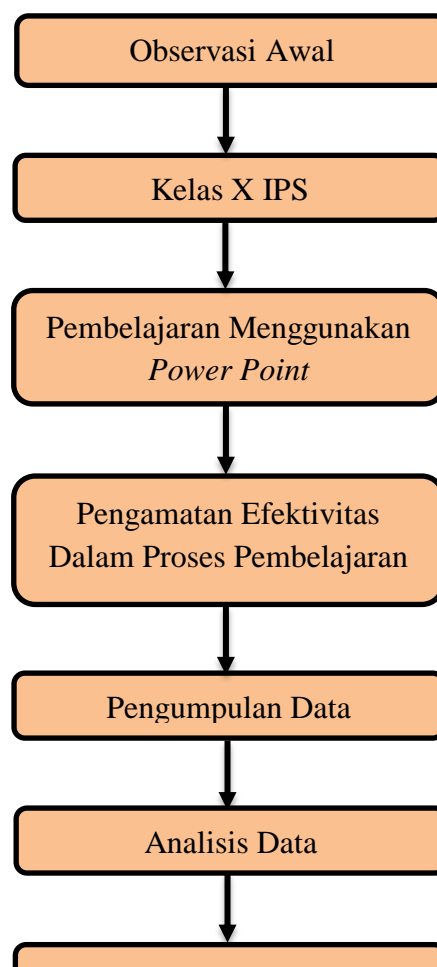 Observasi Awal
Kelas X IPS
Pembelajaran Menggunakan
Power Point
Pengamatan Efektivitas
Dalam Proses Pembelajaran
Pengumpulan Data
Analisis Data